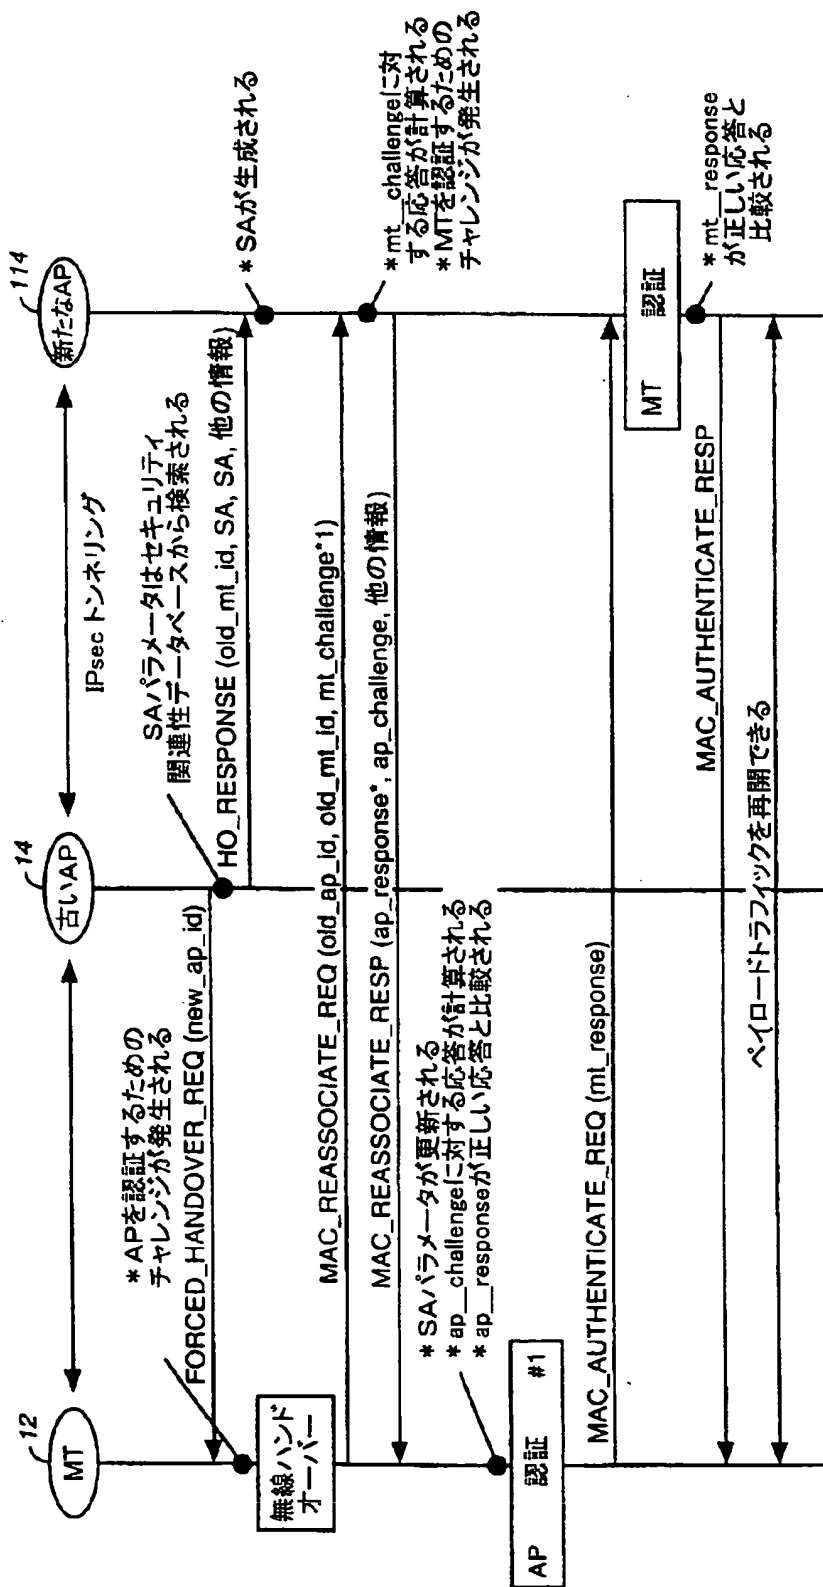 12
MT
14
古いAP
114
新たなAP
IPsec トンネリング
*APを認証するための
チャレンジが発生される
FORCED_HANDOVER_REQ (new_ap_id)
SAパラメータはセキュリティ
関連性データベースから検索される
HO_RESPONSE (old_mt_id, SA, SA, 他の情報)
*SAが生成される
無線ハンド
オーバー
MAC_REASSOCIATE_REQ (old_ap_id, old_mt_id, mt_challenge*1)
*mt__challengeに対
する応答が計算される
*MTを認証するための
チャレンジが発生される
MAC_REASSOCIATE_RESP (ap_response*, ap_challenge, 他の情報)
*SAパラメータが更新される
*ap__challengeに対する応答が計算される
*ap__responseが正しい応答と比較される
AP 認証 #1
MAC_AUTHENTICATE_REQ (mt_response)
MT 認証
*mt__response
が正しい応答と
比較される
MAC_AUTHENTICATE_RESP
ペイロードトラフィックを再開できる